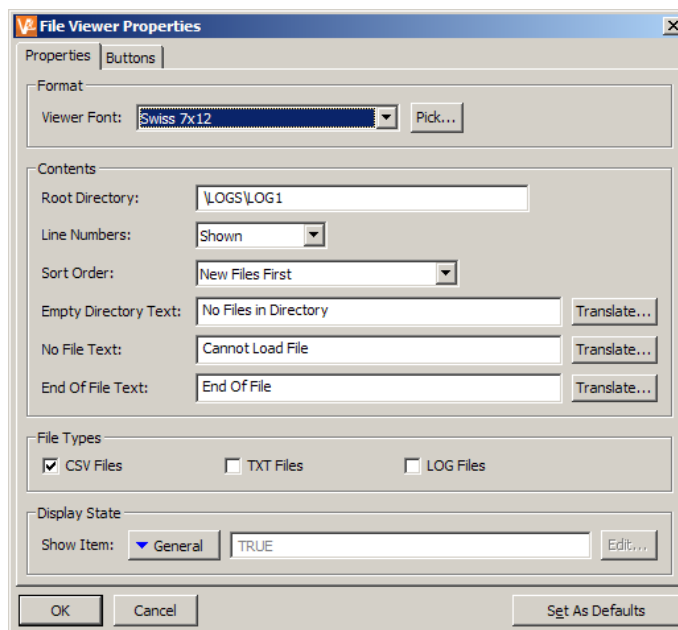 File Viewer Properties
Properties Buttons
Format
Viewer Font: Swiss 7x12 Pick...
Contents
Root Directory: \LOGS\LOG1
Line Numbers: Shown
Sort Order: New Files First
Empty Directory Text: No Files in Directory Translate...
No File Text: Cannot Load File Translate...
End Of File Text: End Of File Translate...
File Types
CSV Files TXT Files LOG Files
Display State
Show Item: General TRUE Edit...
OK Cancel Set As Defaults